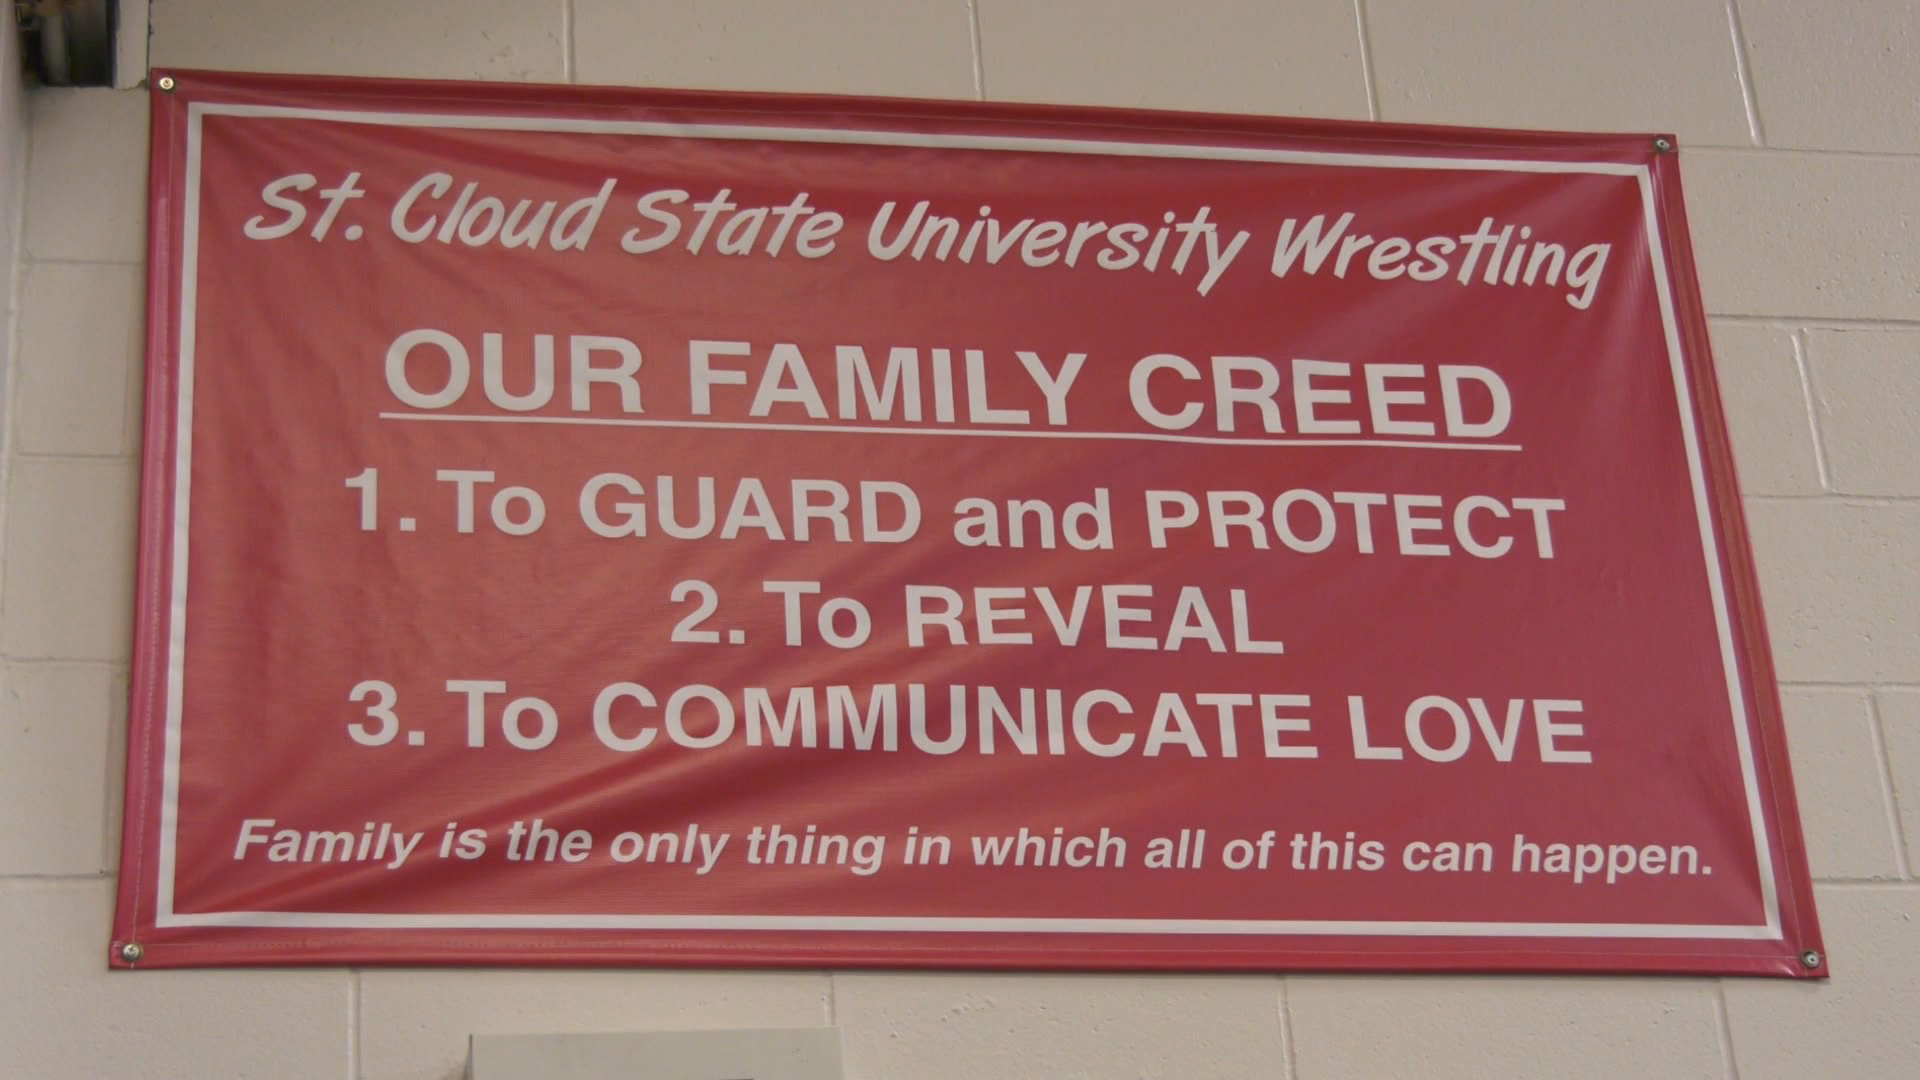 St. Cloud State University Wrestling
OUR FAMILY CREED
1. To GUARD and PROTECT
2. To REVEAL
3. To COMMUNICATE LOVE
Family is the only thing in which all of this can happen.